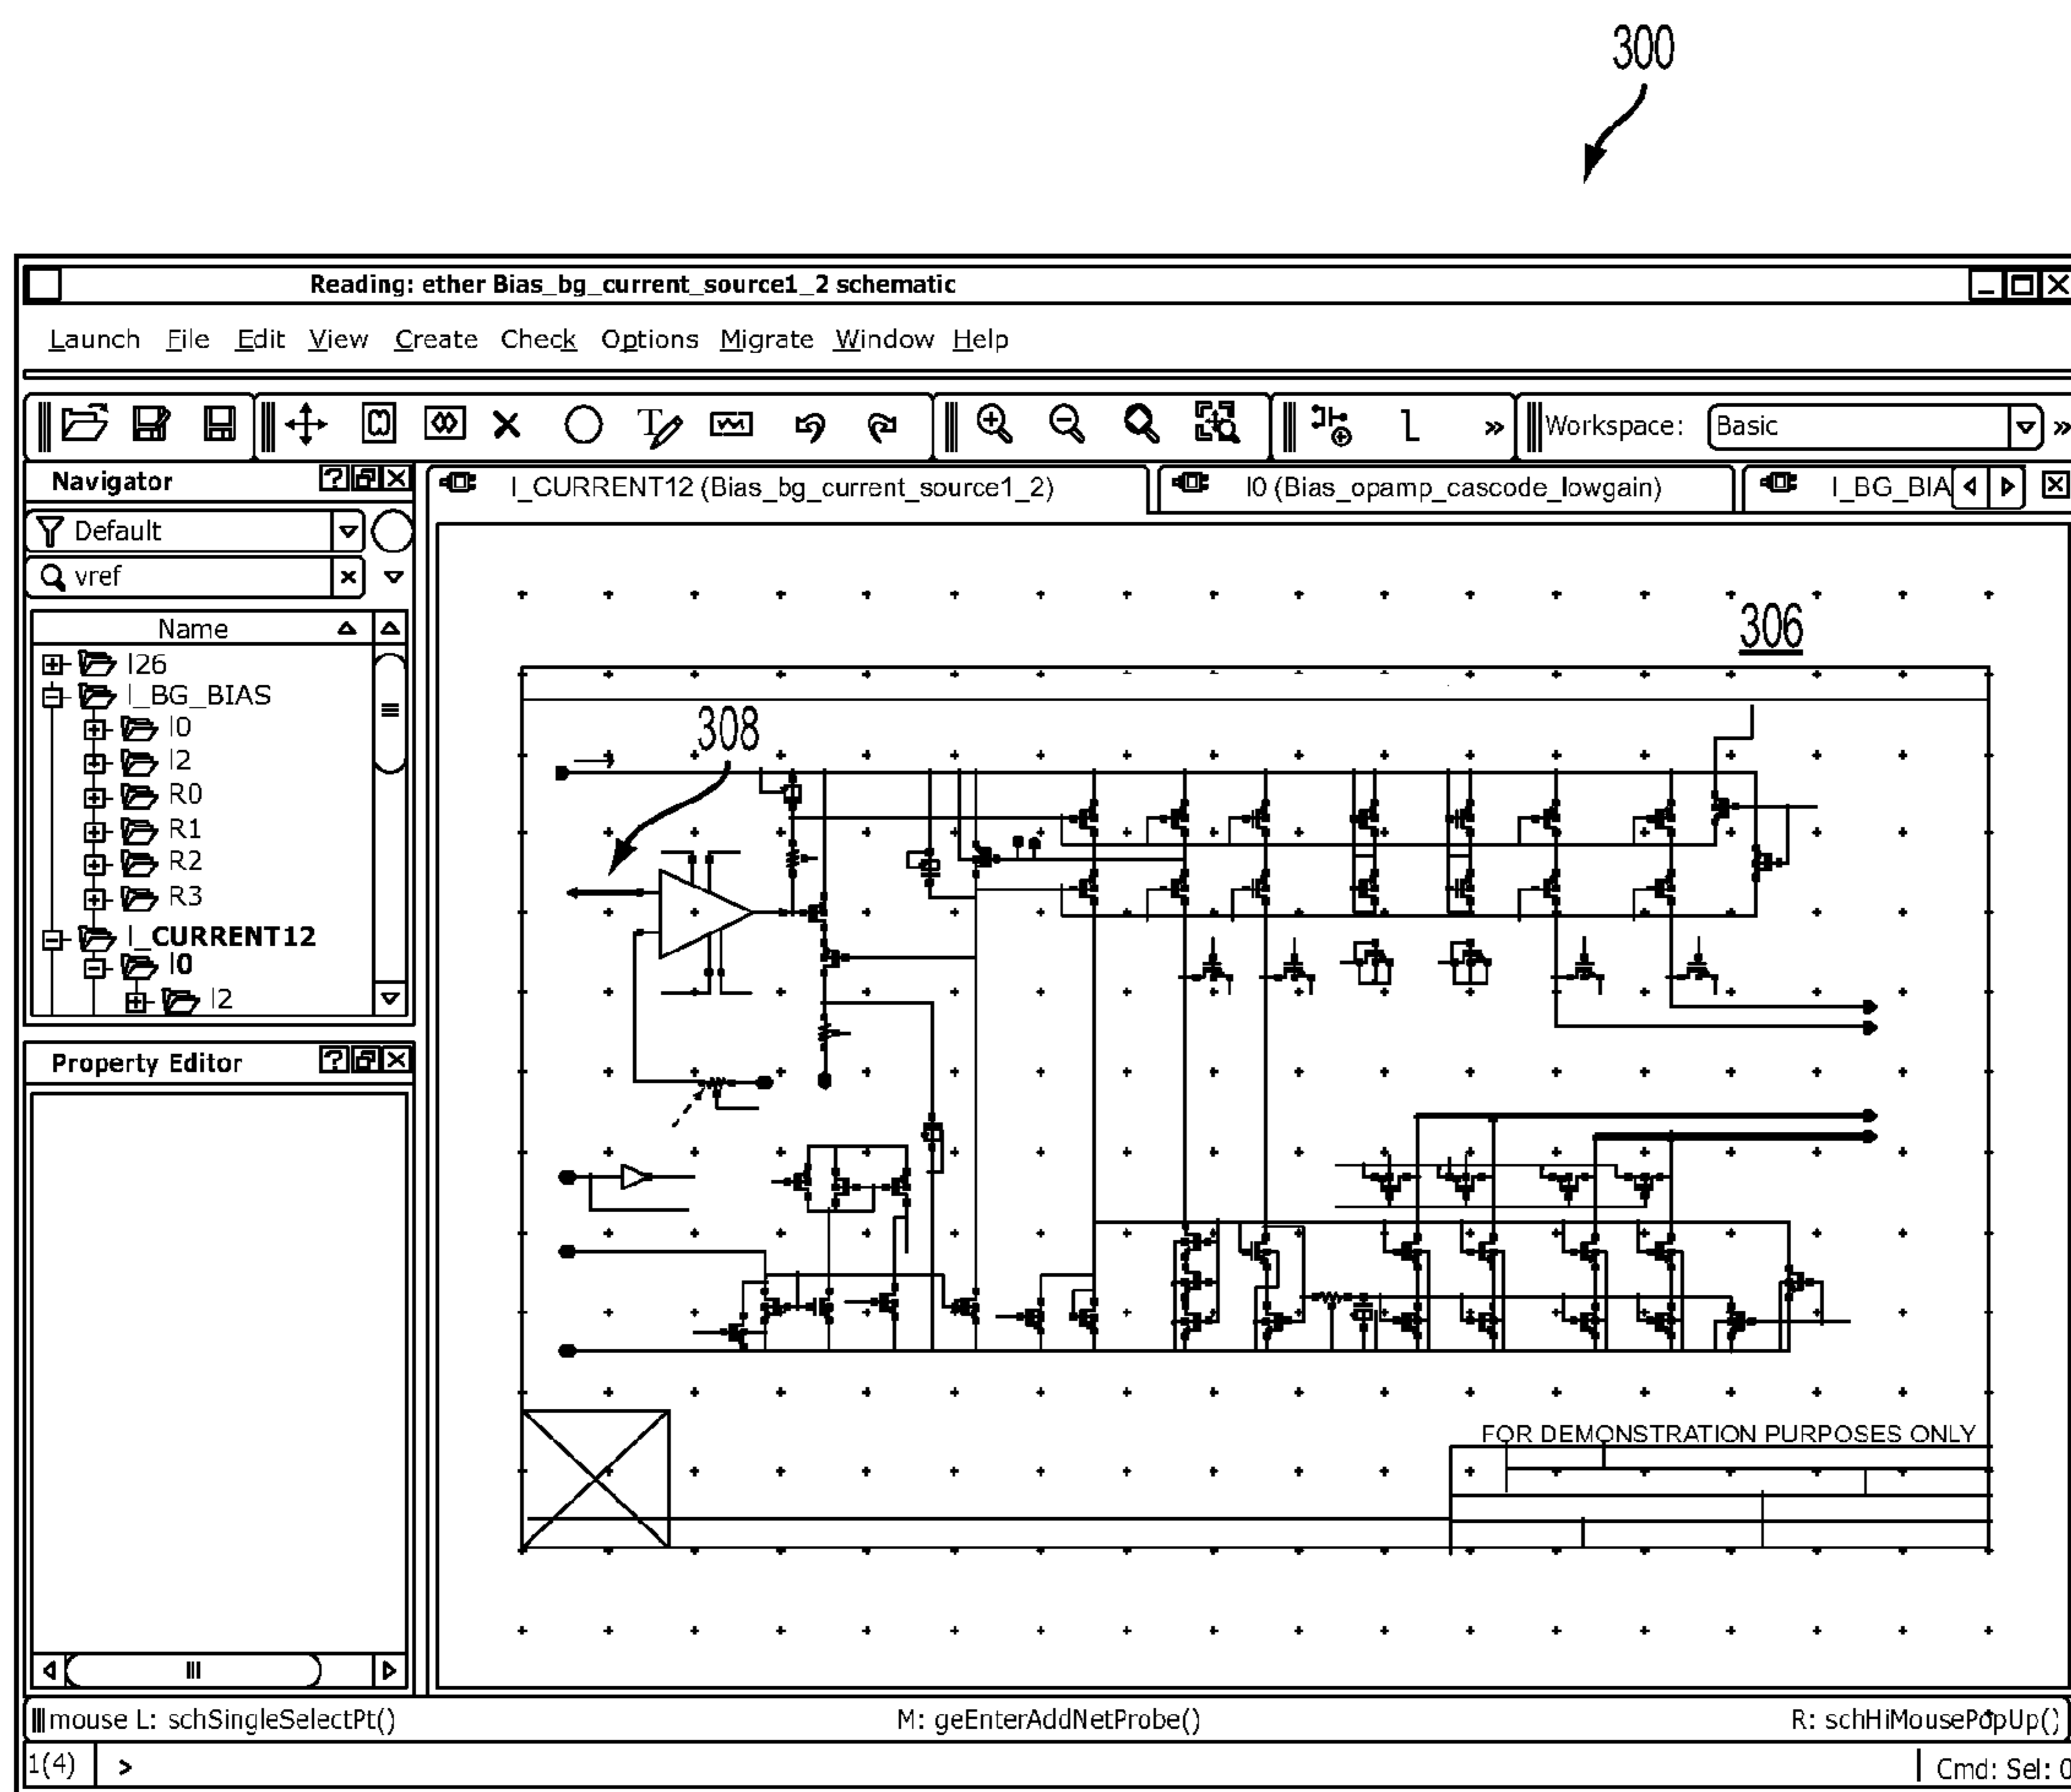 300
Reading: ether Bias_bg_current_source1_2 schematic
Launch File Edit View Create Check Options Migrate Window Help
Workspace: Basic
Navigator
I_CURRENT12 (Bias_bg_current_source1_2)
I0 (Bias_opamp_cascode_lowgain)
I_BG_BIA
Default
vref
Name
I26
I_BG_BIAS
I0
I2
R0
R1
R2
R3
I_CURRENT12
I0
I2
306
308
Property Editor
FOR DEMONSTRATION PURPOSES ONLY
mouse L: schSingleSelectPt() M: geEnterAddNetProbe() R: schHiMousePopUp()
1(4) > Cmd: Sel: 0